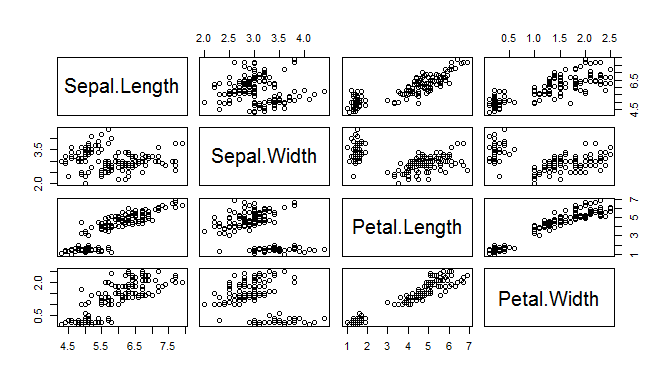 2.0 2.5 3.0 3.5 4.0 0.5 1.5 2.5
Sepal.Length
4.5 5.5 6.5
2.0 2.5 3.5
Sepal.Width
Petal.Length
1 3 5 7
0.5 1.0 2.0
Petal.Width
4.5 5.5 6.5 7.5 1 2 3 4 5 6 7